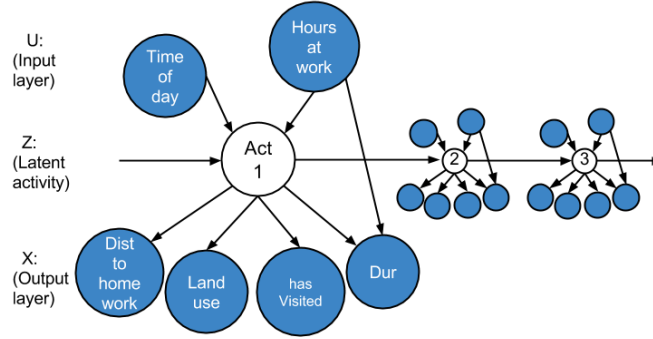 U:
(Input
layer)
Time
of
day
Hours
at
work
Z:
(Latent
activity)
Act
1
2
3
X:
(Output
layer)
Dist
to
home
work
Land
use
has
Visited
Dur